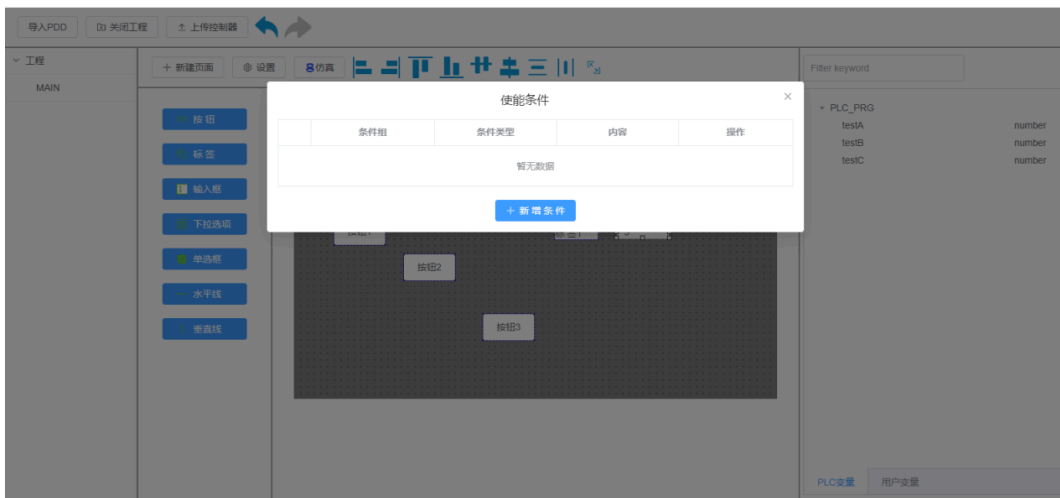 导入PDD 关闭工程 上传控制器
工程
MAIN
新建页面 设置 仿真
按钮
标签
输入框
下拉选项
单选框
水平线
垂直线
使能条件
条件组 条件类型 内容 操作
暂无数据
新增条件
按钮2
按钮3
Filter keyword
PLC_PRG
testA number
testB number
testC number
PLC变量 用户变量